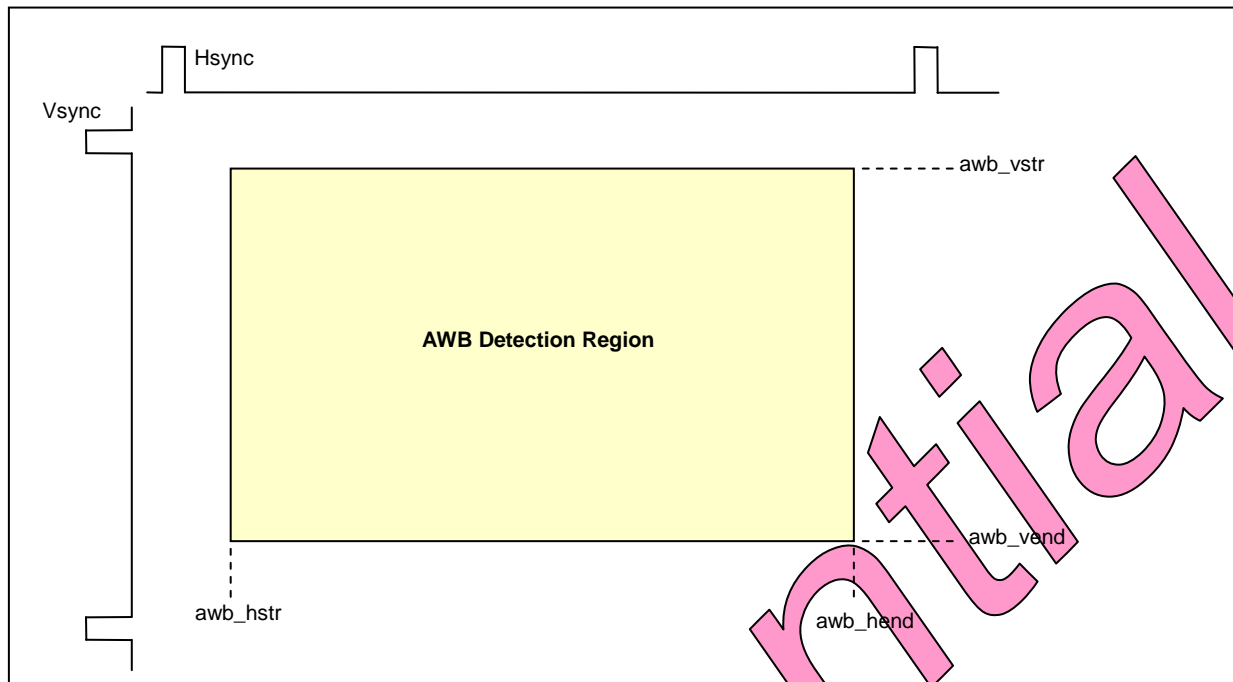 Hsync
Vsync
awb_vstr
AWB Detection Region
awb_vend
awb_hstr
awb_hend
ntial